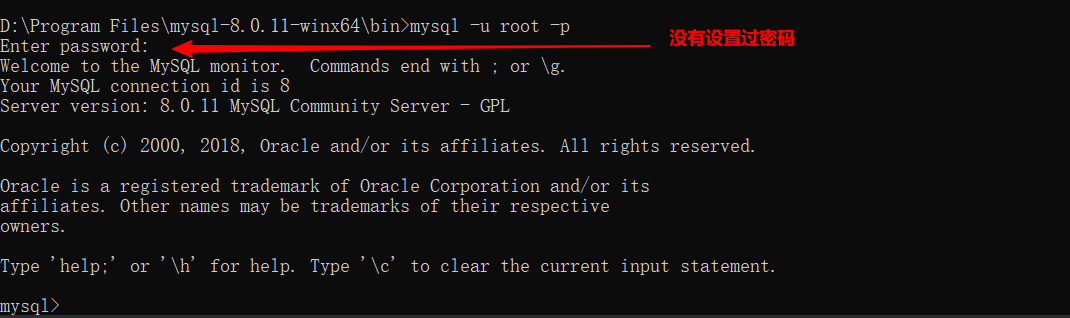 D:\Program Files\mysql-8.0.11-winx64\bin>mysql -u root -p
Enter password:
没有设置过密码
Welcome to the MySQL monitor.  Commands end with ; or \g.
Your MySQL connection id is 8
Server version: 8.0.11 MySQL Community Server - GPL
Copyright (c) 2000, 2018, Oracle and/or its affiliates. All rights reserved.
Oracle is a registered trademark of Oracle Corporation and/or its
affiliates. Other names may be trademarks of their respective
owners.
Type 'help;' or '\h' for help. Type '\c' to clear the current input statement.
mysql>